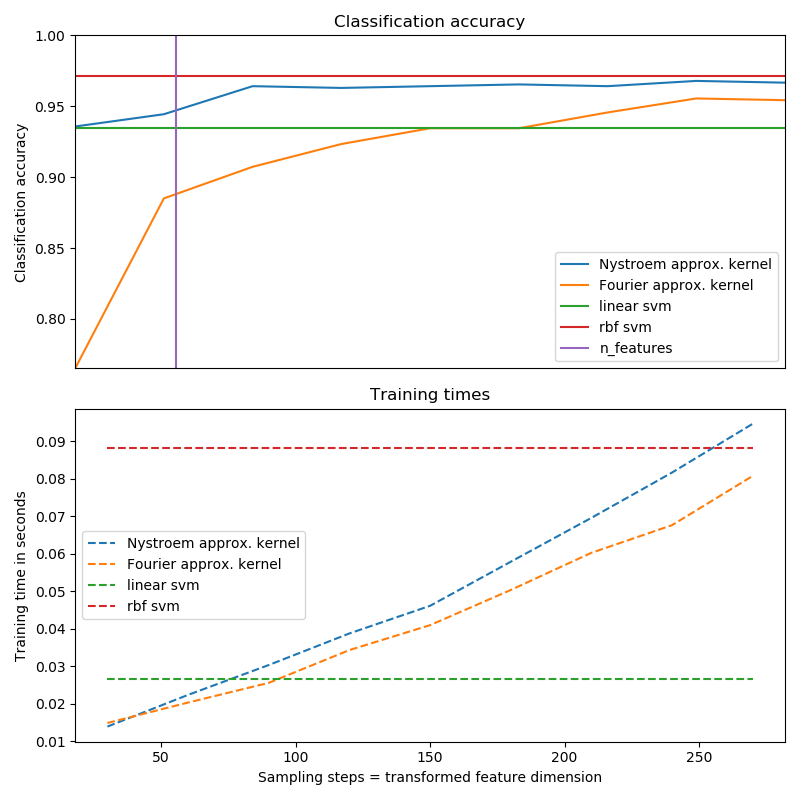 Classification accuracy
1.00
0.95
0.90
0.85
0.80
Classification accuracy
Nystroem approx. kernel
Fourier approx. kernel
linear svm
rbf svm
n_features
Training times
0.09
0.08
0.07
0.06
0.05
0.04
0.03
0.02
0.01
Training time in seconds
Nystroem approx. kernel
Fourier approx. kernel
linear svm
rbf svm
50 100 150 200 250
Sampling steps = transformed feature dimension